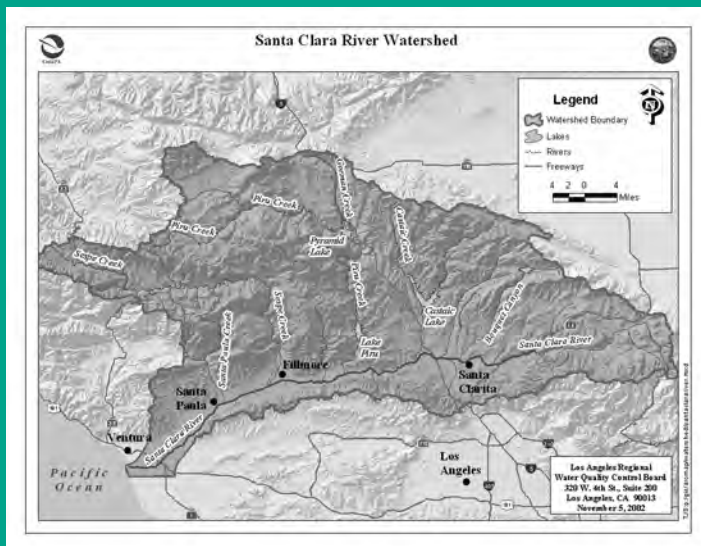 Santa Clara River Watershed
Legend
N
Watershed Boundary
Lakes
Rivers
Freeways
4 2 0 4
Miles
Gorman Creek
Castaic Creek
Piru Creek
Piru Creek
Pyramid
Lake
Sespe Creek
Piru Creek
Castaic
Lake
Bouquet Canyon
Santa Paula Creek
Sespe Creek
Lake
Piru
Santa Clara River
Fillmore
Santa
Clarita
Santa
Paula
Ventura
Santa Clara River
Los
Angeles
Pacific
Ocean
Los Angeles Regional
Water Quality Control Board
320 W. 4th St., Suite 200
Los Angeles, CA 90013
November 5, 2002